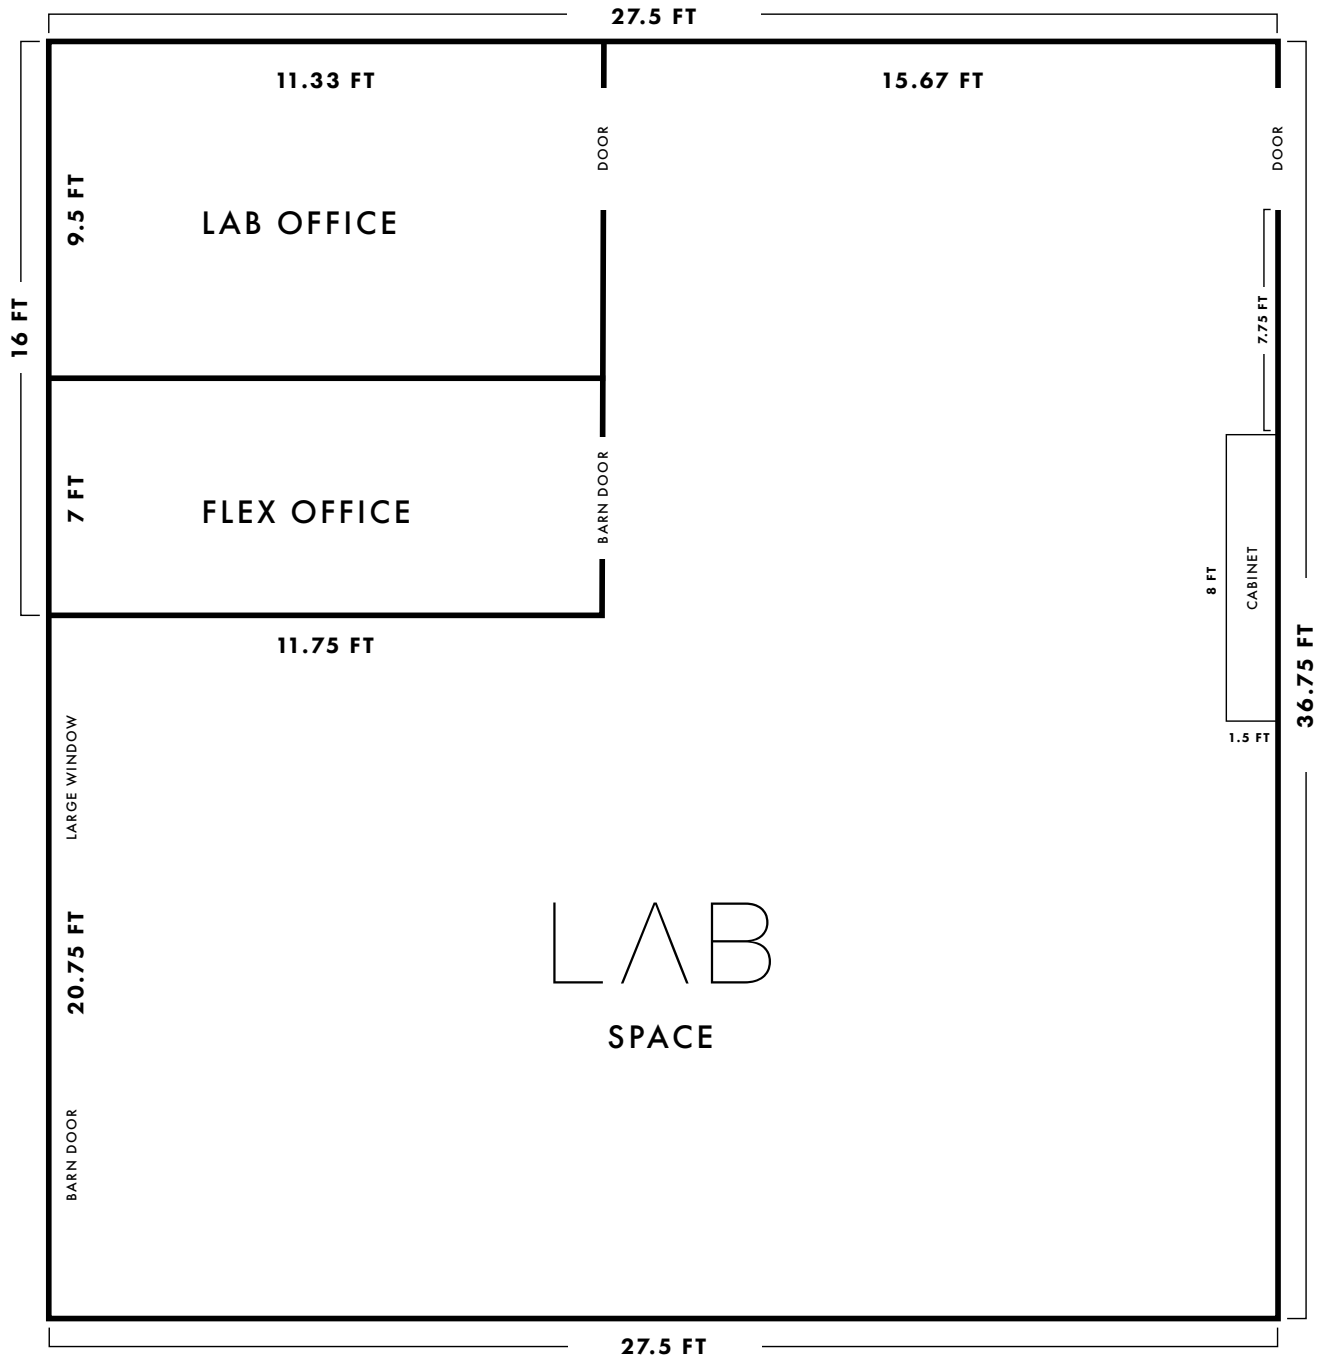 27.5 FT
11.33 FT
15.67 FT
DOOR
DOOR
9.5 FT
LAB OFFICE
16 FT
7.75 FT
7 FT
FLEX OFFICE
BARN DOOR
8 FT
CABINET
11.75 FT
36.75 FT
1.5 FT
LARGE WINDOW
20.75 FT
LAB
SPACE
BARN DOOR
27.5 FT